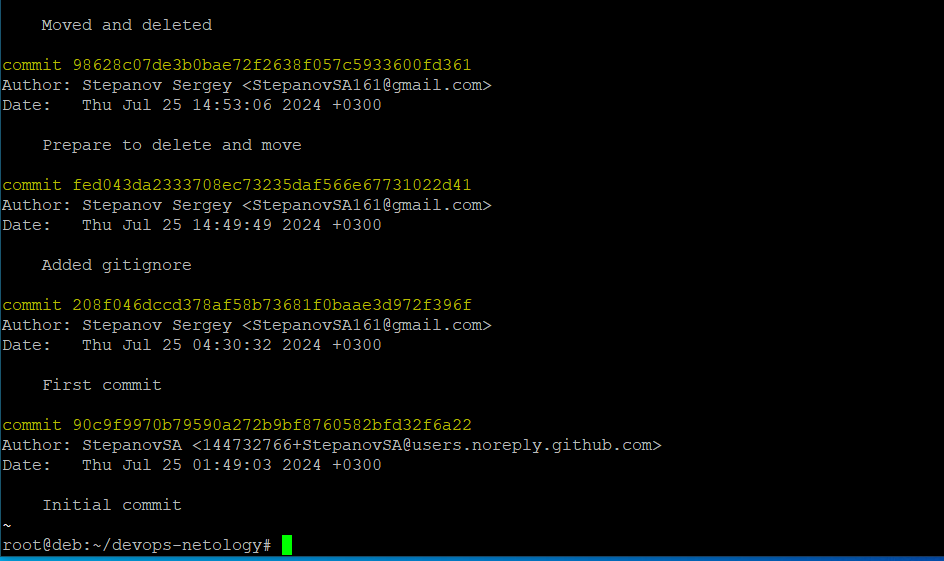 Moved and deleted
commit 98628c07de3b0bae72f2638f057c5933600fd361
Author: Stepanov Sergey <StepanovSA161@gmail.com>
Date:   Thu Jul 25 14:53:06 2024 +0300
Prepare to delete and move
commit fed043da2333708ec73235daf566e67731022d41
Author: Stepanov Sergey <StepanovSA161@gmail.com>
Date:   Thu Jul 25 14:49:49 2024 +0300
Added gitignore
commit 208f046dccd378af58b73681f0baae3d972f396f
Author: Stepanov Sergey <StepanovSA161@gmail.com>
Date:   Thu Jul 25 04:30:32 2024 +0300
First commit
commit 90c9f9970b79590a272b9bf8760582bfd32f6a22
Author: StepanovSA <144732766+StepanovSA@users.noreply.github.com>
Date:   Thu Jul 25 01:49:03 2024 +0300
Initial commit
~
root@deb:~/devops-netology#